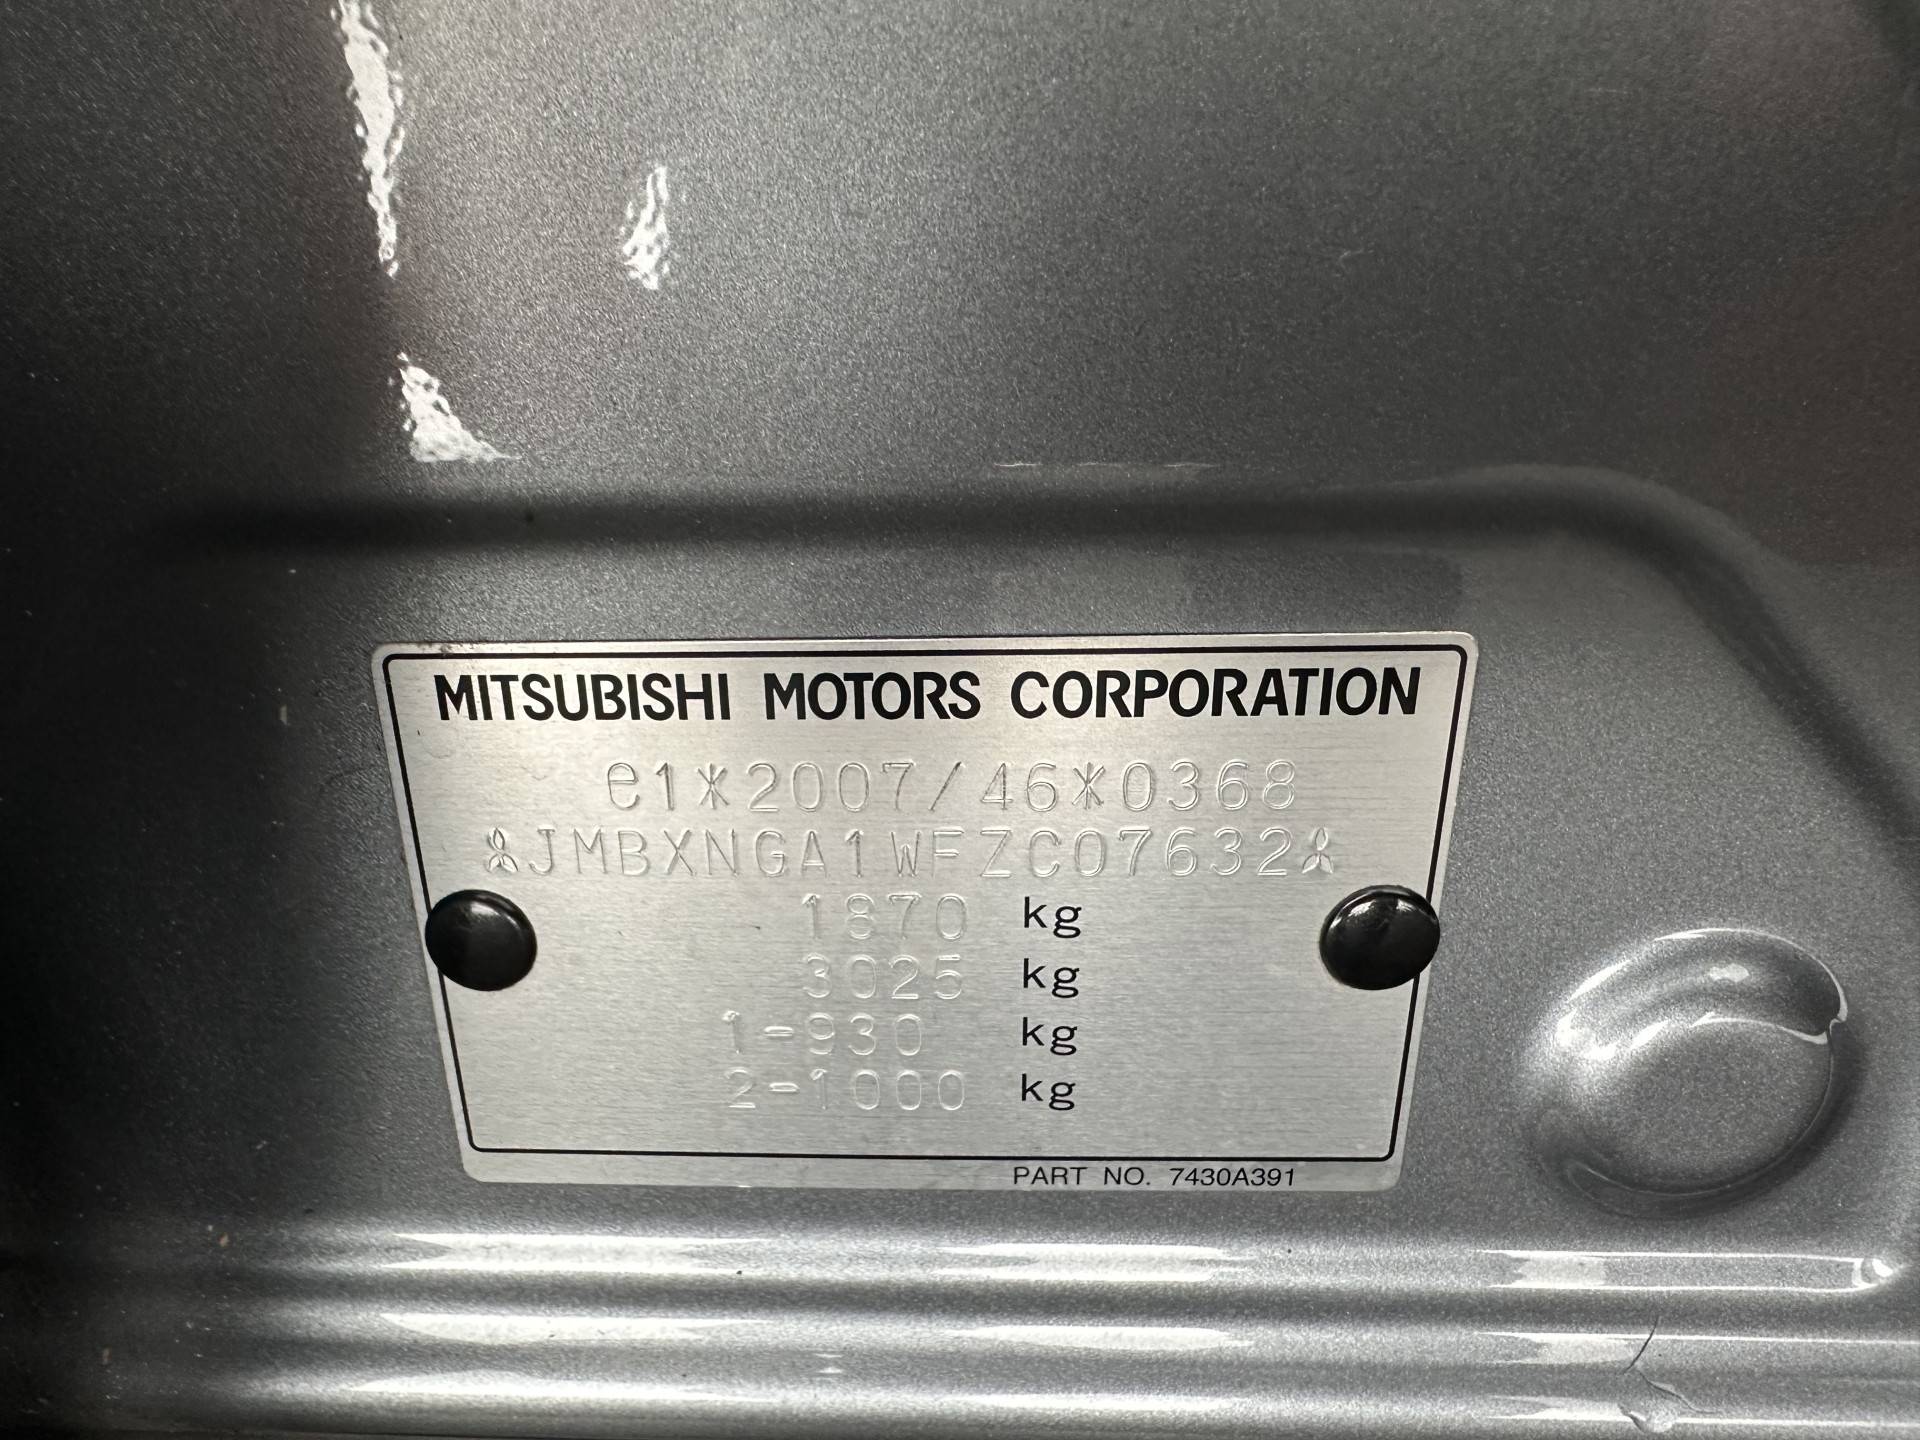 MITSUBISHI MOTORS CORPORATION
e1*2007/46*0368
JMBXNGA1WFZC07632
1870 kg
3025 kg
1-930 kg
2-1000 kg
PART NO. 7430A391